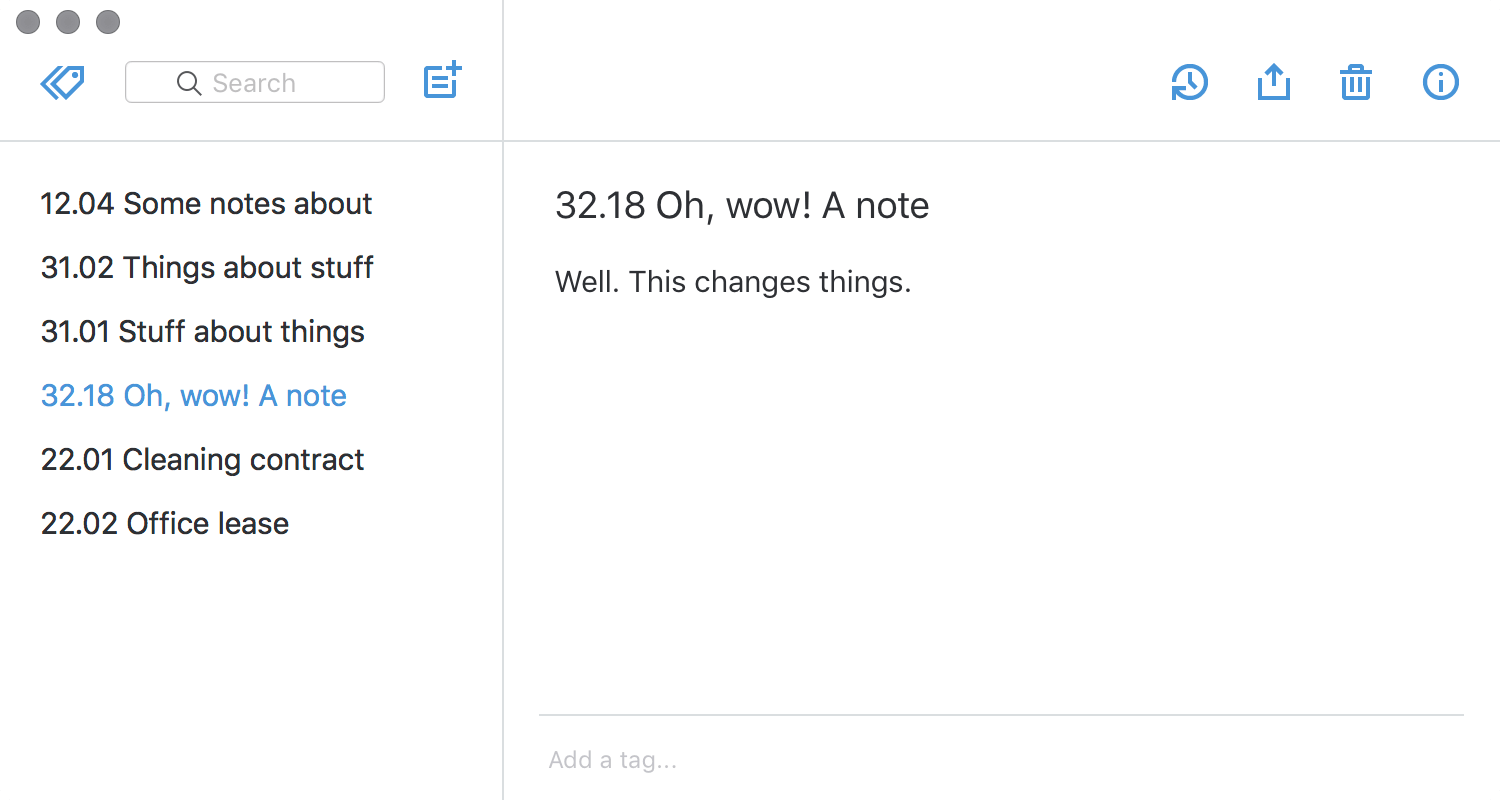 Search
12.04 Some notes about
31.02 Things about stuff
31.01 Stuff about things
32.18 Oh, wow! A note
22.01 Cleaning contract
22.02 Office lease
32.18 Oh, wow! A note
Well. This changes things.
Add a tag...